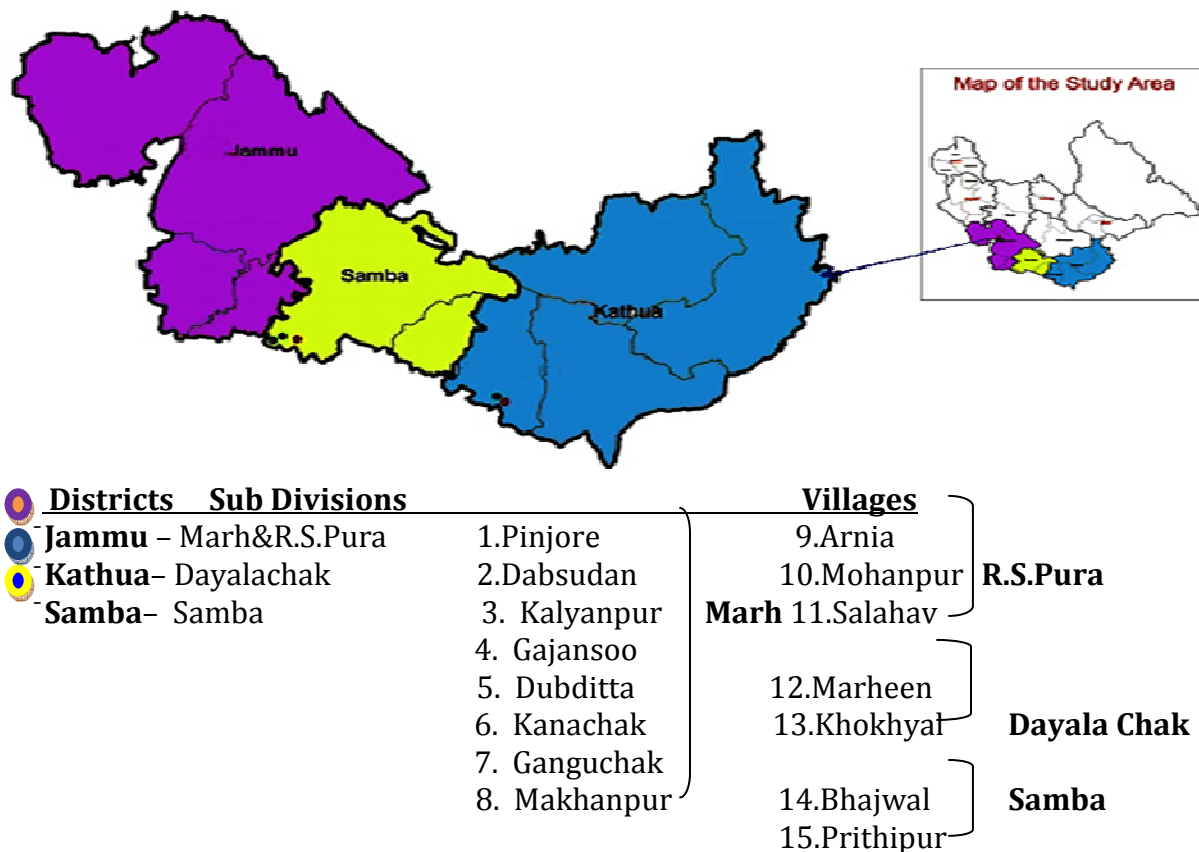 Map of the Study Area
Jammu
Samba
Kathua
Districts Sub Divisions Villages
Jammu – Marh&R.S.Pura 1.Pinjore 9.Arnia
Kathua– Dayalachak 2.Dabsudan 10.Mohanpur R.S.Pura
Samba– Samba 3. Kalyanpur Marh 11.Salahav
4. Gajansoo
5. Dubditta 12.Marheen
6. Kanachak 13.Khokhyal Dayala Chak
7. Ganguchak
8. Makhanpur 14.Bhajwal Samba
15.Prithipur